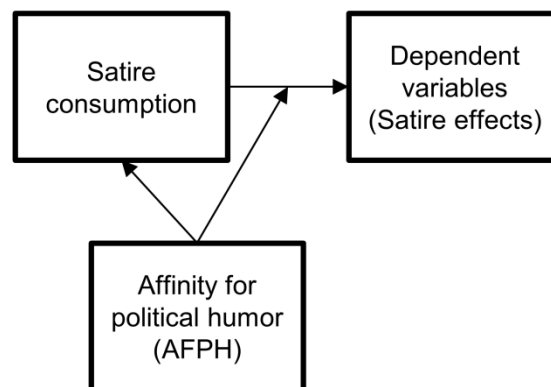 Satire
consumption
Dependent
variables
(Satire effects)
Affinity for
political humor
(AFPH)